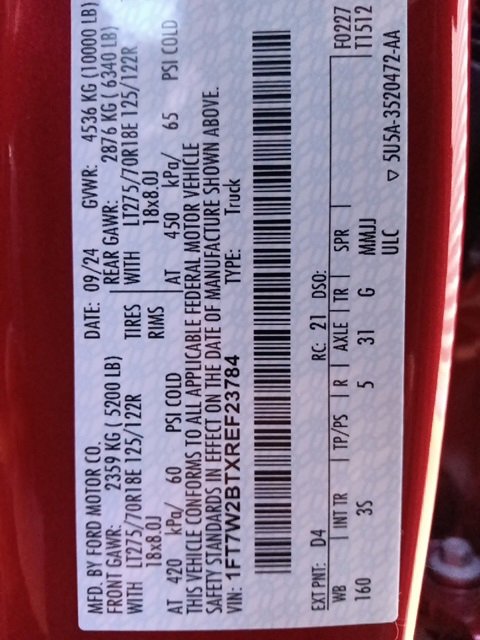 MFD. BY FORD MOTOR CO. DATE: 09/24 GVWR: 4536 KG (10000 LB)
FRONT GAWR: 2359 KG ( 5200 LB) REAR GAWR: 2876 KG ( 6340 LB)
WITH LT275/70R18E 125/122R TIRES WITH LT275/70R18E 125/122R
18x8.0J RIMS 18x8.0J
AT 420 kPa/ 60 PSI COLD AT 450 kPa/ 65 PSI COLD
THIS VEHICLE CONFORMS TO ALL APPLICABLE FEDERAL MOTOR VEHICLE
SAFETY STANDARDS IN EFFECT ON THE DATE OF MANUFACTURE SHOWN ABOVE.
VIN: 1FT7W2BTXREF23784 TYPE: Truck
EXT PNT: D4 RC: 21 DSO: F0227
WB INT TR TP/PS R AXLE TR SPR T1512
160 3S 5 31 G MMJJ
ULC ▽ 5U5A-3520472-AA